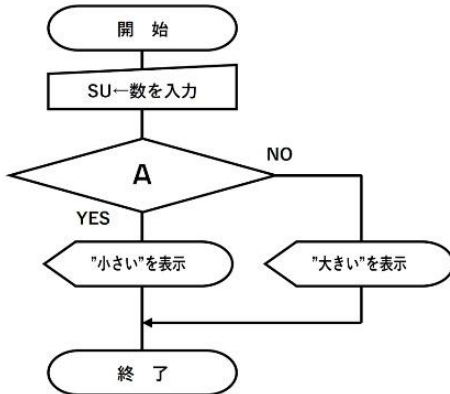 開　始
SU←数を入力
A
NO
YES
”小さい”を表示
”大きい”を表示
終　了